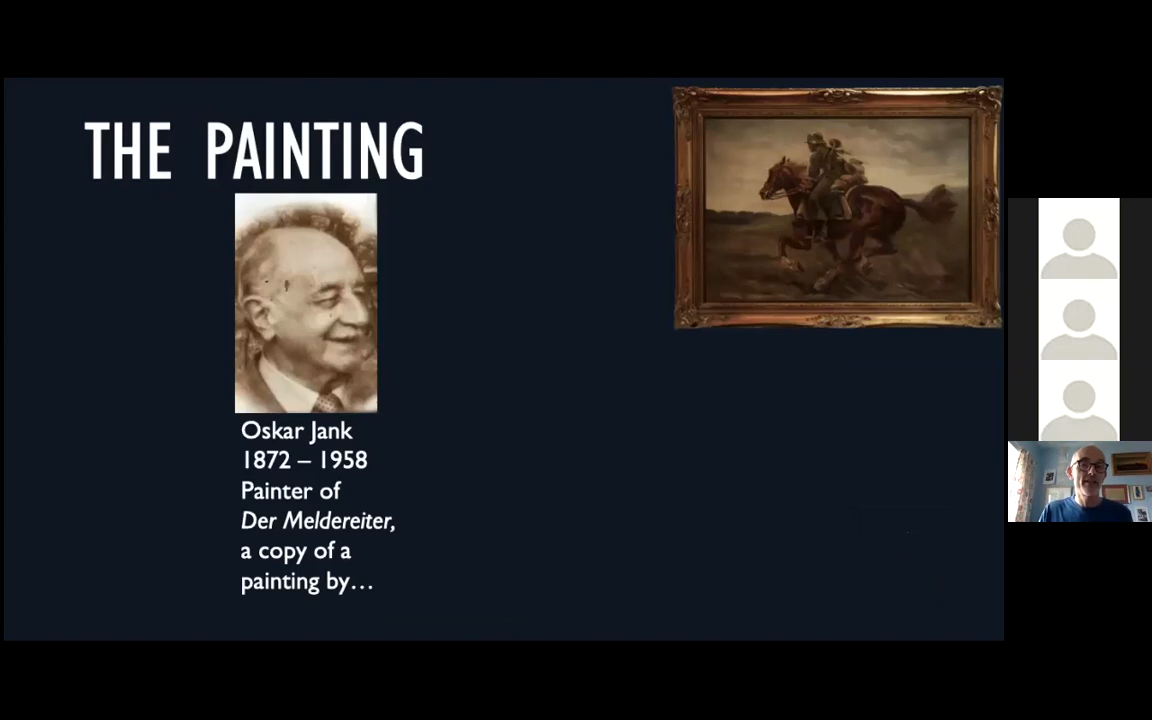 THE PAINTING
Oskar Jank
1872 – 1958
Painter of
Der Meldereiter,
a copy of a
painting by…